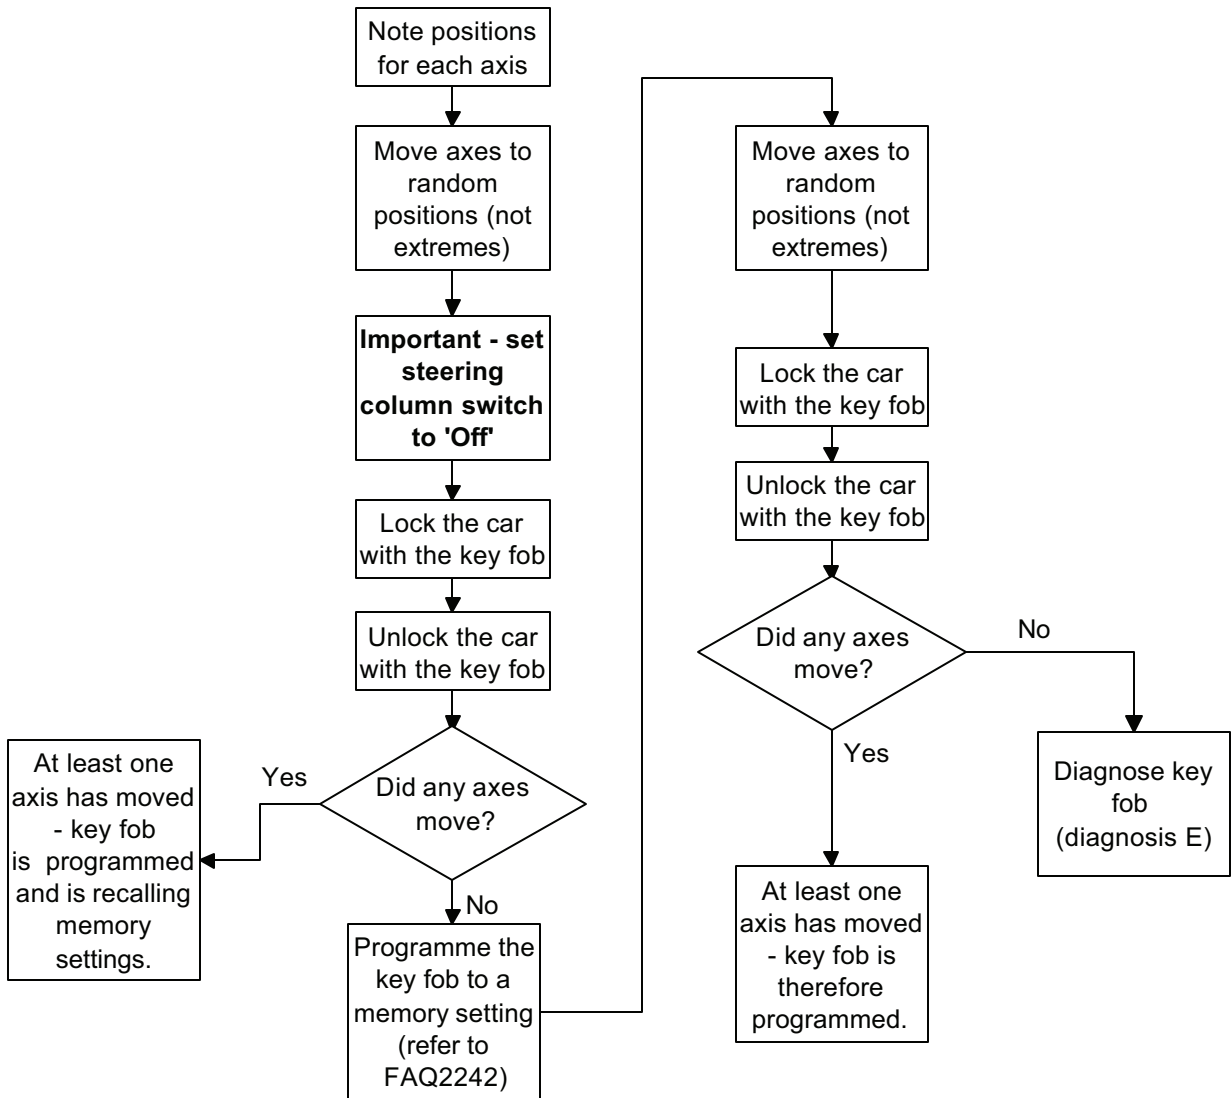 Note positions
for each axis
Move axes to
random
positions (not
extremes)
Important - set
steering
column switch
to 'Off'
Lock the car
with the key fob
Unlock the car
with the key fob
Did any axes
move?
Yes
At least one
axis has moved
- key fob
is programmed
and is recalling
memory
settings.
No
Programme the
key fob to a
memory setting
(refer to
FAQ2242)
Move axes to
random
positions (not
extremes)
Lock the car
with the key fob
Unlock the car
with the key fob
Did any axes
move?
No
Yes
Diagnose key
fob
(diagnosis E)
At least one
axis has moved
- key fob is
therefore
programmed.